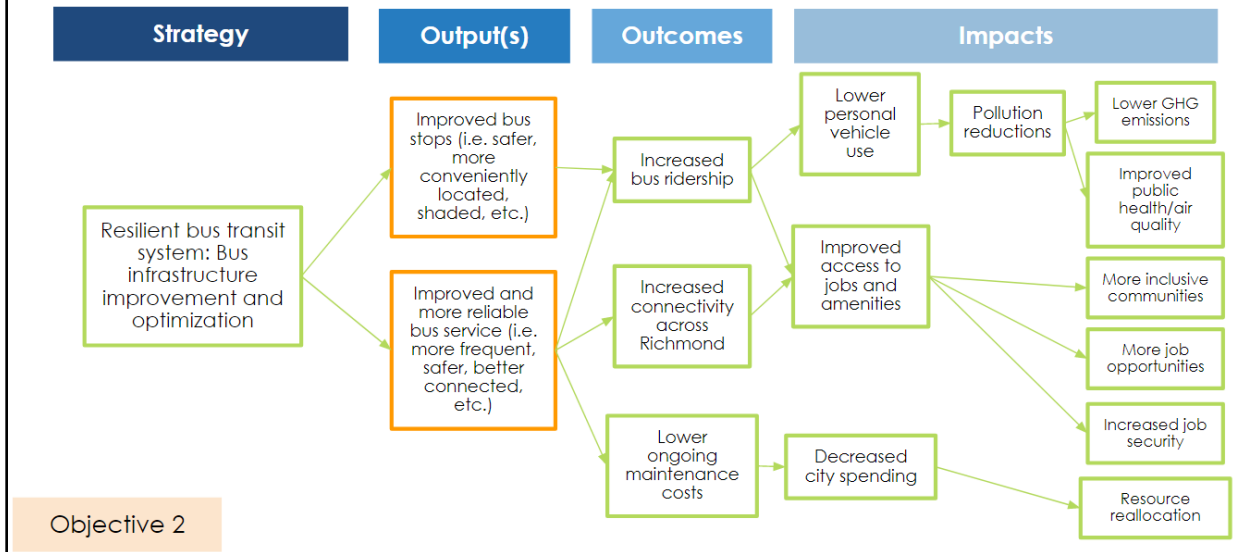 Strategy
Output(s)
Outcomes
Impacts
Resilient bus transit
system: Bus
infrastructure
improvement and
optimization
Improved bus
stops (i.e. safer,
more
conveniently
located,
shaded, etc.)
Improved and
more reliable
bus service (i.e.
more frequent,
safer, better
connected,
etc.)
Increased
bus ridership
Increased
connectivity
across
Richmond
Lower
ongoing
maintenance
costs
Lower
personal
vehicle
use
Improved
access to
jobs and
amenities
Decreased
city spending
Pollution
reductions
Lower GHG
emissions
Improved
public
health/air
quality
More inclusive
communities
More job
opportunities
Increased job
security
Resource
reallocation
Objective 2